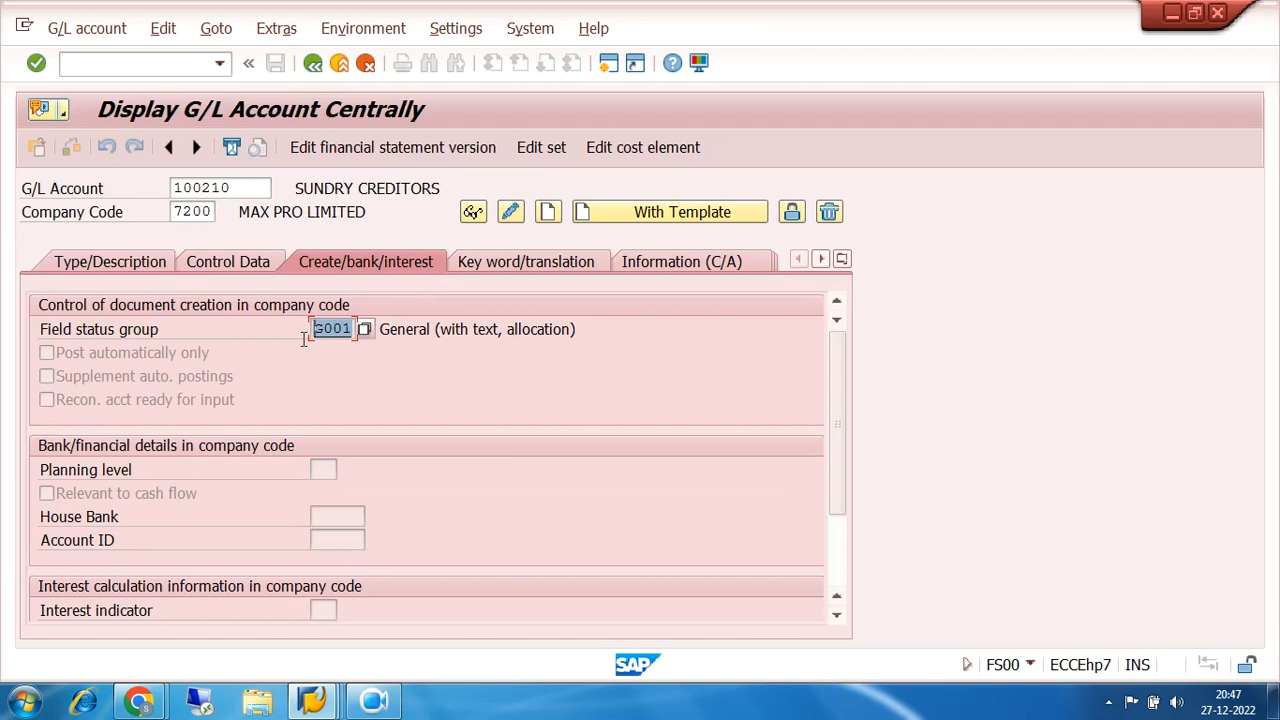 G/L account Edit Goto Extras Environment Settings System Help
Display G/L Account Centrally
Edit financial statement version Edit set Edit cost element
G/L Account 100210 SUNDRY CREDITORS
Company Code 7200 MAX PRO LIMITED With Template
Type/Description Control Data Create/bank/interest Key word/translation Information (C/A)
Control of document creation in company code
Field status group G001 General (with text, allocation)
Post automatically only
Supplement auto. postings
Recon. acct ready for input
Bank/financial details in company code
Planning level
Relevant to cash flow
House Bank
Account ID
Interest calculation information in company code
Interest indicator
SAP FS00 ECCEhp7 INS
20:47
27-12-2022